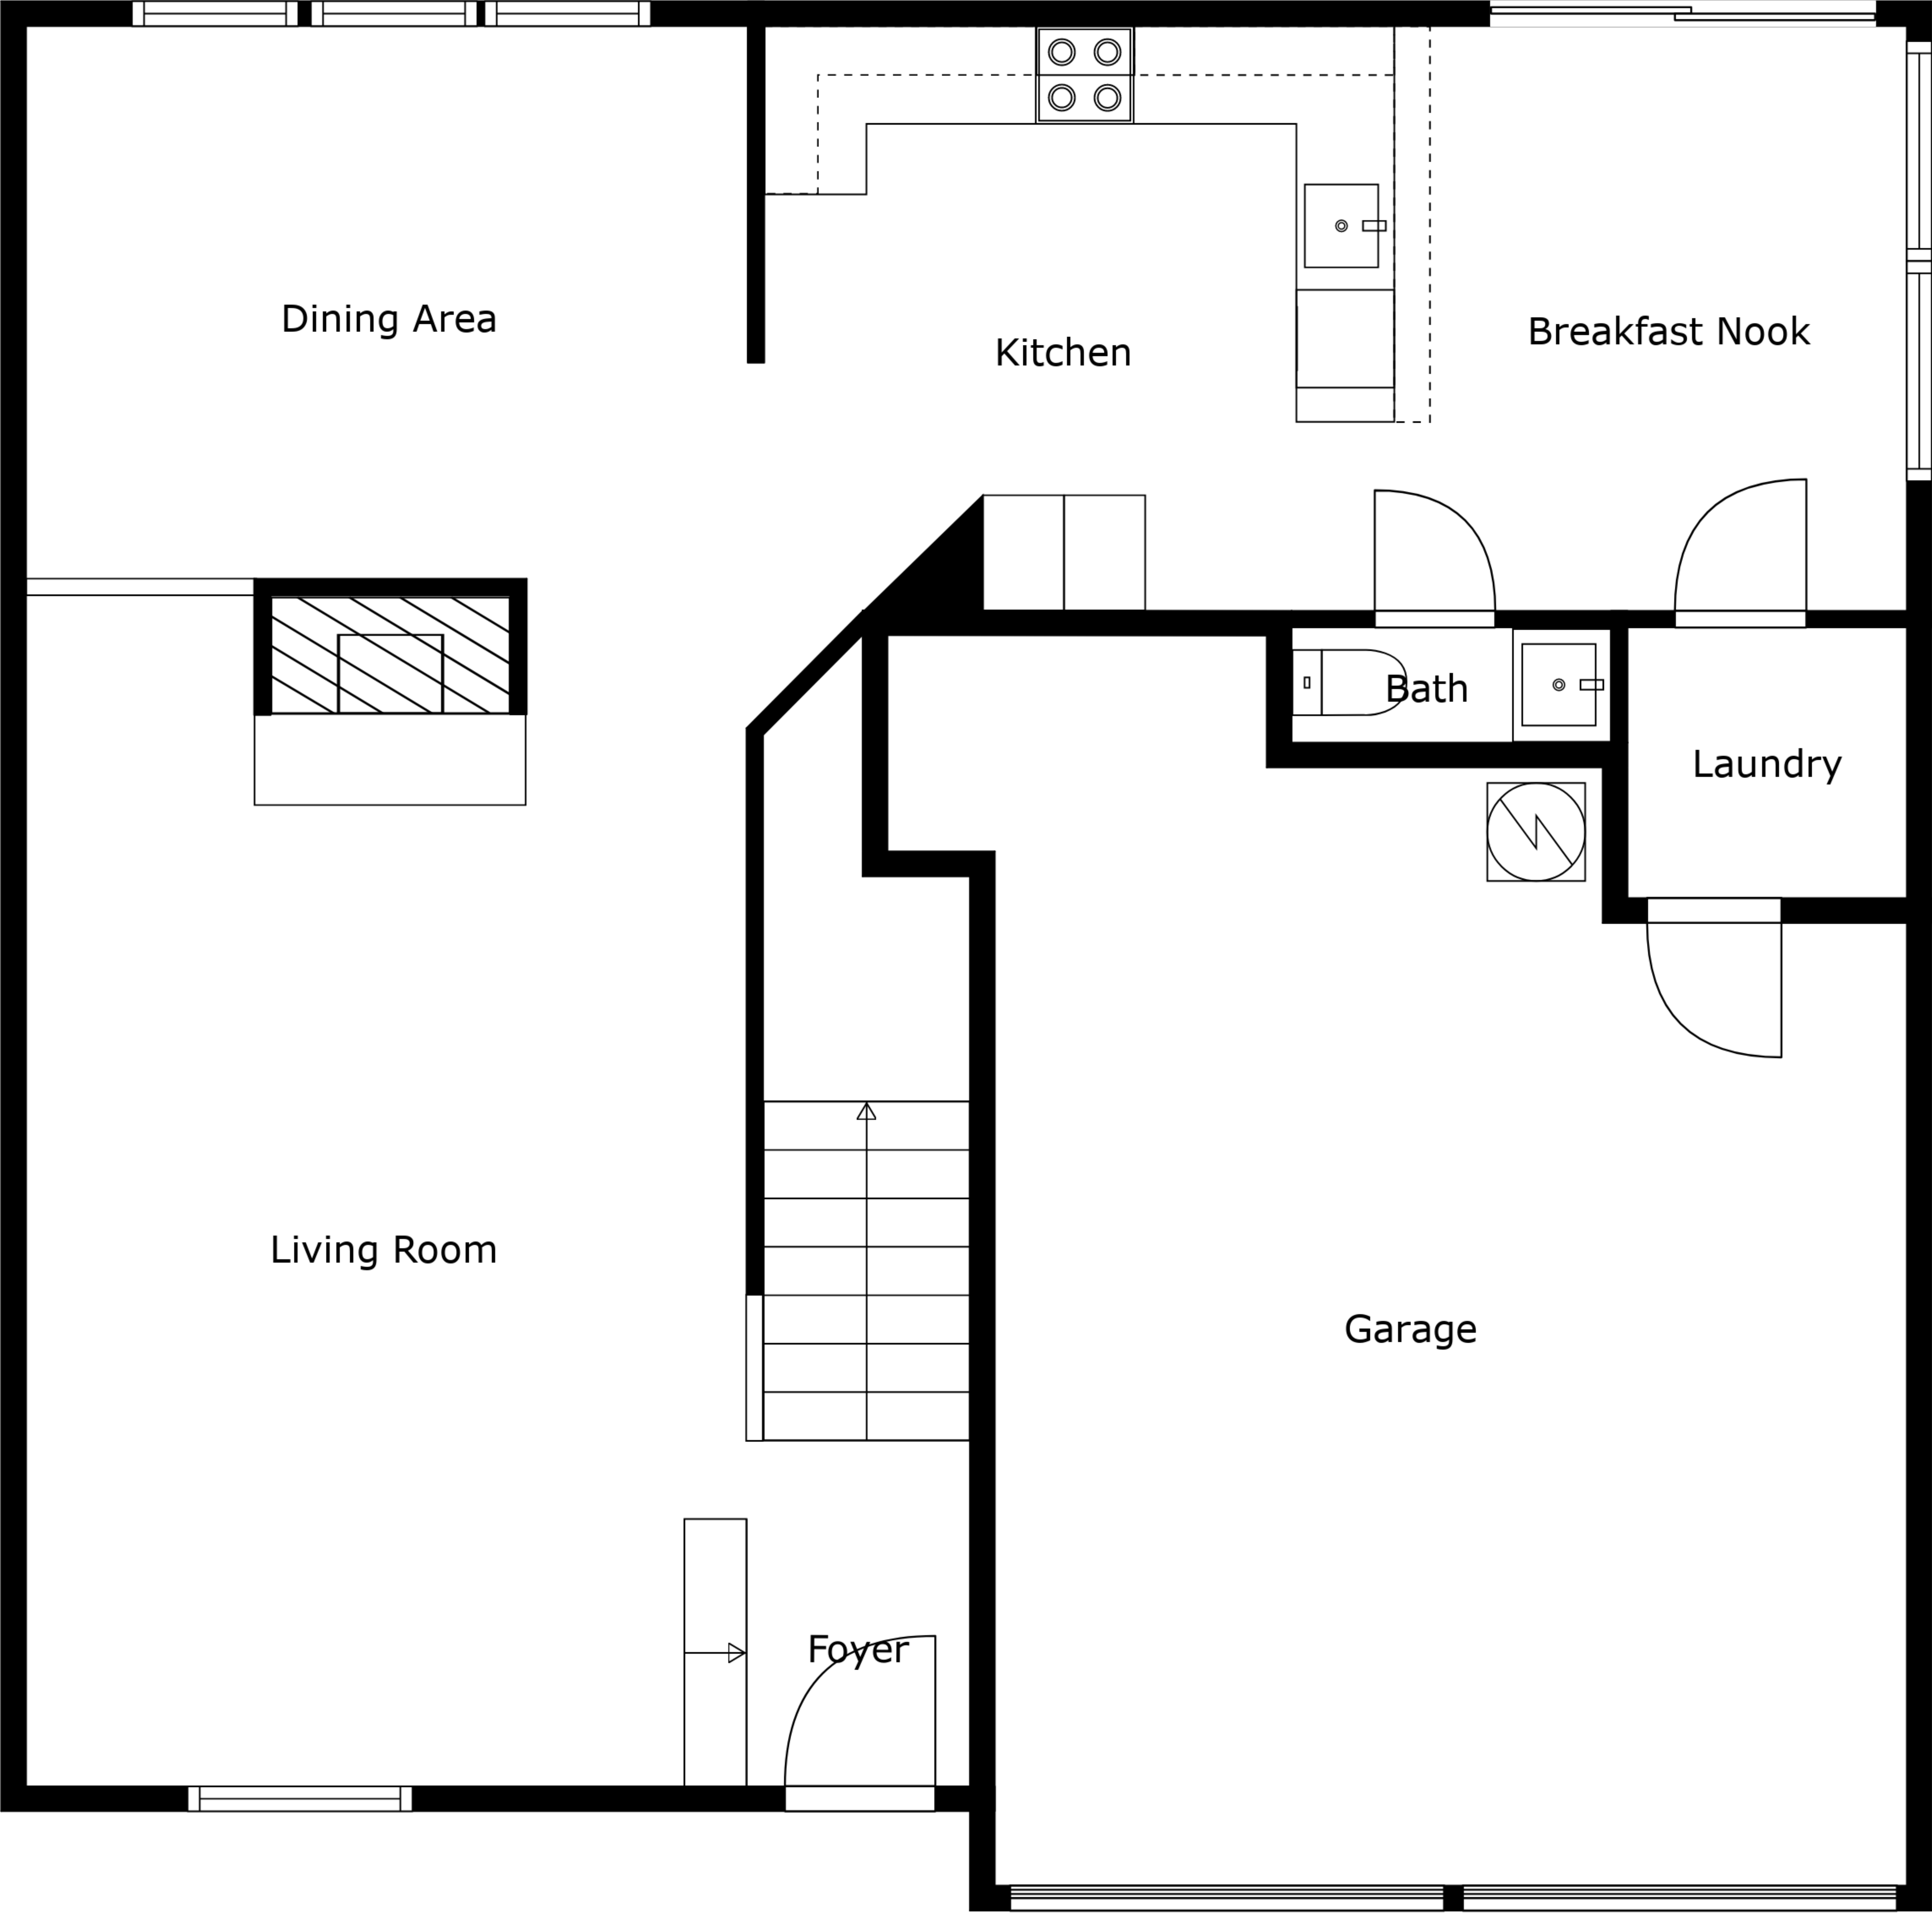 Dining Area
Breakfast Nook
Kitchen
Bath
Laundry
Living Room
Garage
Foyer